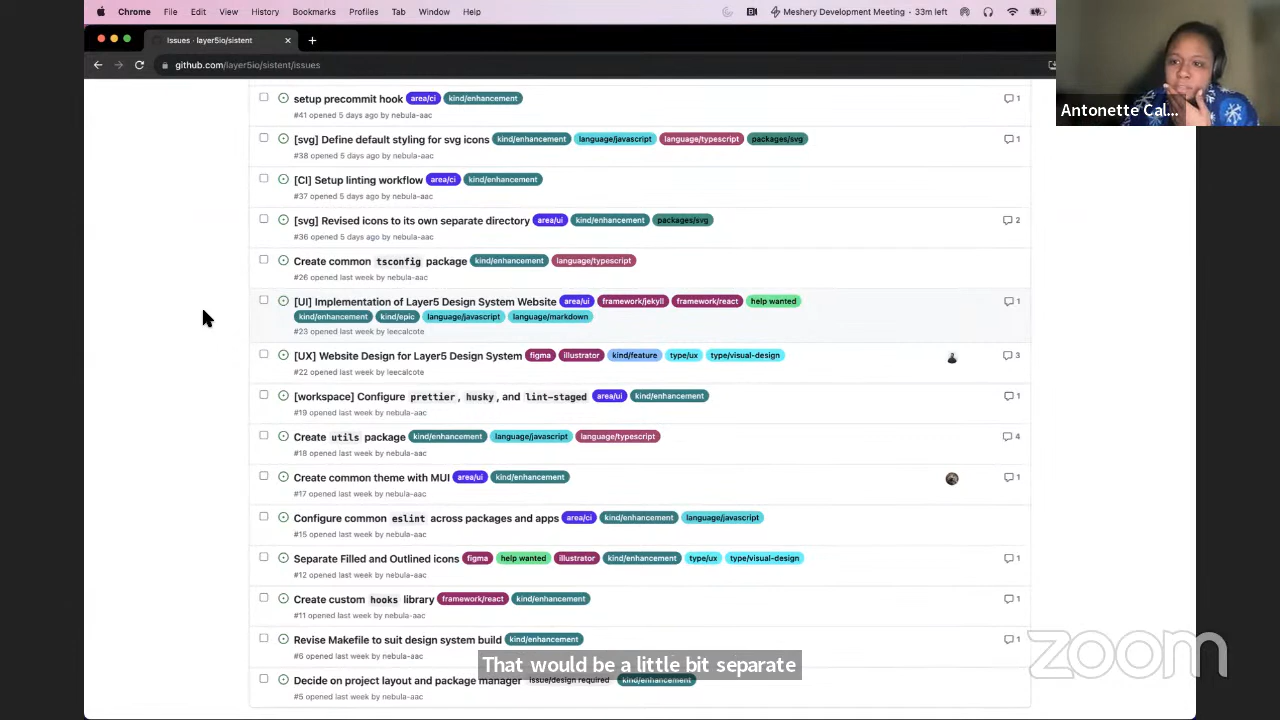 Chrome File Edit View History Bookmarks Profiles Tab Window Help Meshery Development Meeting - 33m left
Issues · layer5io/sistent
github.com/layer5io/sistent/issues
Antonette Cal...
setup precommit hook area/ci kind/enhancement 1
#41 opened 5 days ago by nebula-aac
[svg] Define default styling for svg icons kind/enhancement language/javascript language/typescript packages/svg 1
#38 opened 5 days ago by nebula-aac
[CI] Setup linting workflow area/ci kind/enhancement
#37 opened 5 days ago by nebula-aac
[svg] Revised icons to its own separate directory area/ui kind/enhancement packages/svg 2
#36 opened 5 days ago by nebula-aac
Create common tsconfig package kind/enhancement language/typescript
#26 opened last week by nebula-aac
[UI] Implementation of Layer5 Design System Website area/ui framework/jekyll framework/react help wanted 1
kind/enhancement kind/epic language/javascript language/markdown
#23 opened last week by leecalcote
[UX] Website Design for Layer5 Design System figma illustrator kind/feature type/ux type/visual-design 3
#22 opened last week by leecalcote
[workspace] Configure prettier, husky, and lint-staged area/ui kind/enhancement 1
#19 opened last week by nebula-aac
Create utils package kind/enhancement language/javascript language/typescript 4
#18 opened last week by nebula-aac
Create common theme with MUI area/ui kind/enhancement 1
#17 opened last week by nebula-aac
Configure common eslint across packages and apps area/ci kind/enhancement language/javascript
#15 opened last week by nebula-aac
Separate Filled and Outlined icons figma help wanted illustrator kind/enhancement type/ux type/visual-design 1
#12 opened last week by nebula-aac
Create custom hooks library framework/react kind/enhancement 1
#11 opened last week by nebula-aac
Revise Makefile to suit design system build kind/enhancement 1
#6 opened last week by nebula-aac
That would be a little bit separate
zoom
Decide on project layout and package manager issue/design required kind/enhancement
#5 opened last week by nebula-aac